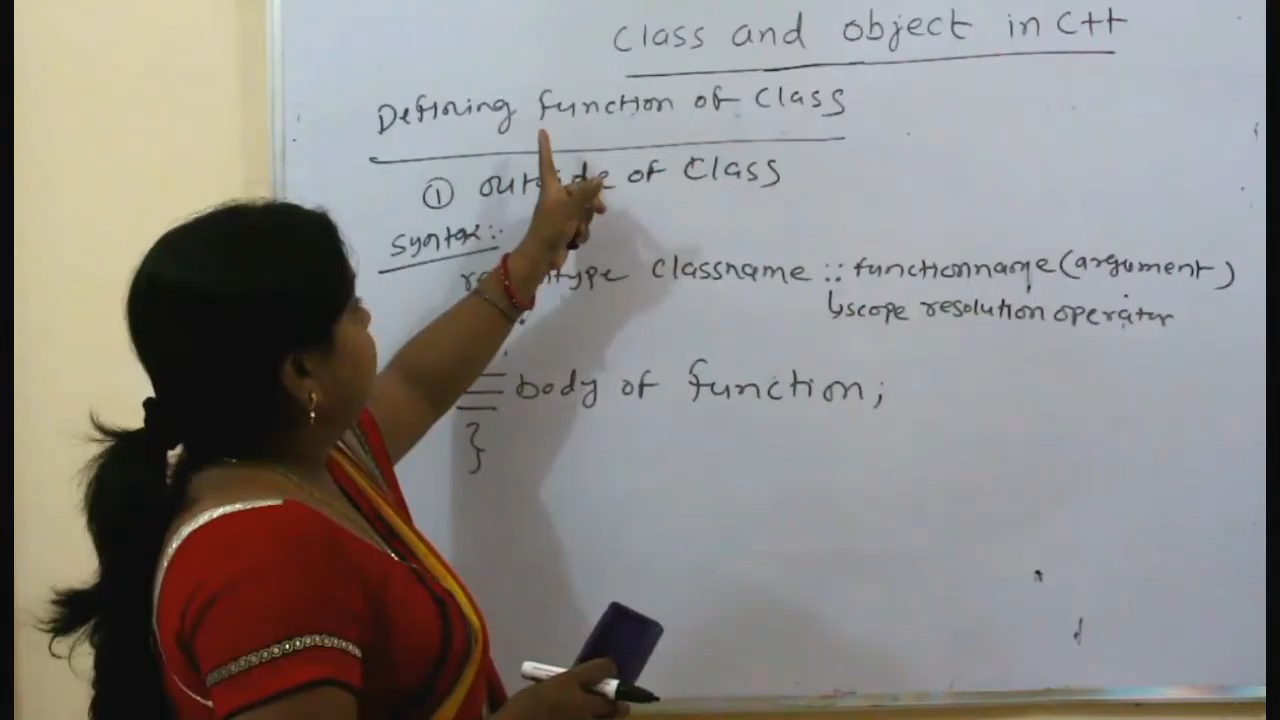 Class and object in C++
Defining function of Class
① outside of Class
Syntax:-
type classname :: functionname(argument)
↳scope resolution operator
body of function;
}